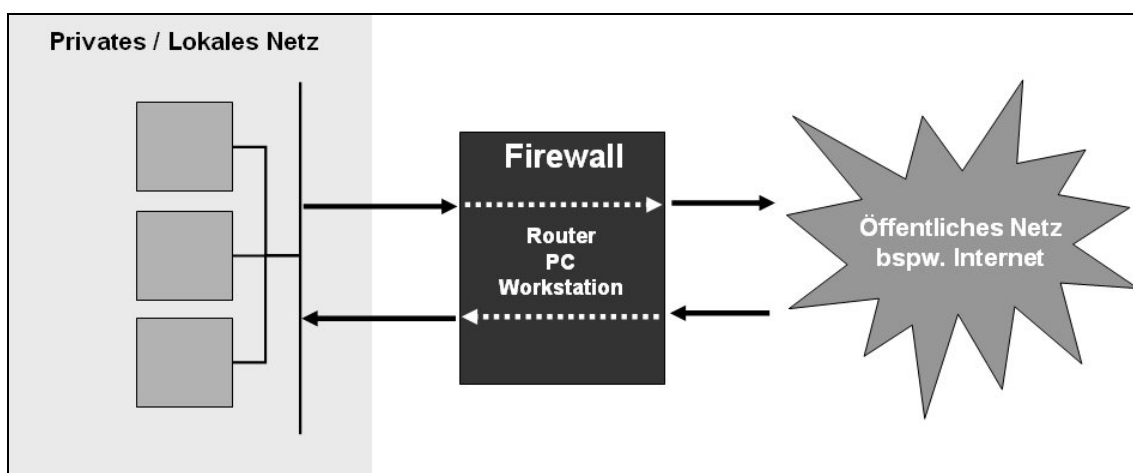 Privates / Lokales Netz
Firewall
Router
PC
Workstation
Öffentliches Netz
bspw. Internet